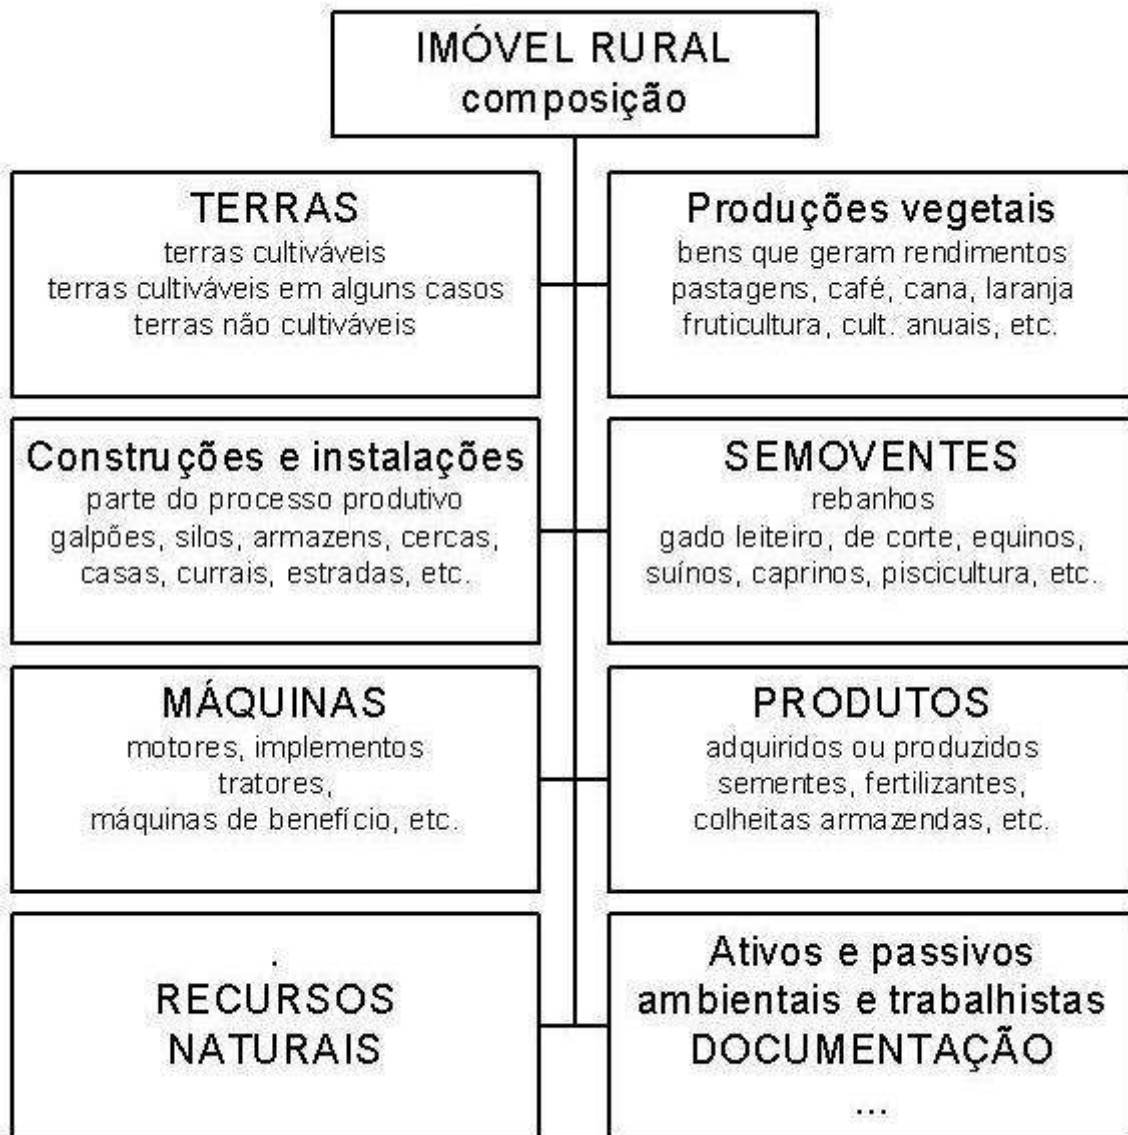 IMÓVEL RURAL
composição
TERRAS
terras cultiváveis
terras cultiváveis em alguns casos
terras não cultiváveis
Produções vegetais
bens que geram rendimentos
pastagens, café, cana, laranja
fruticultura, cult. anuais, etc.
Construções e instalações
parte do processo produtivo
galpões, silos, armazens, cercas,
casas, currais, estradas, etc.
SEMOVENTES
rebanhos
gado leiteiro, de corte, equinos,
suínos, caprinos, piscicultura, etc.
MÁQUINAS
motores, implementos
tratores,
máquinas de benefício, etc.
PRODUTOS
adquiridos ou produzidos
sementes, fertilizantes,
colheitas armazendas, etc.
.
RECURSOS
NATURAIS
Ativos e passivos
ambientais e trabalhistas
DOCUMENTAÇÃO
...